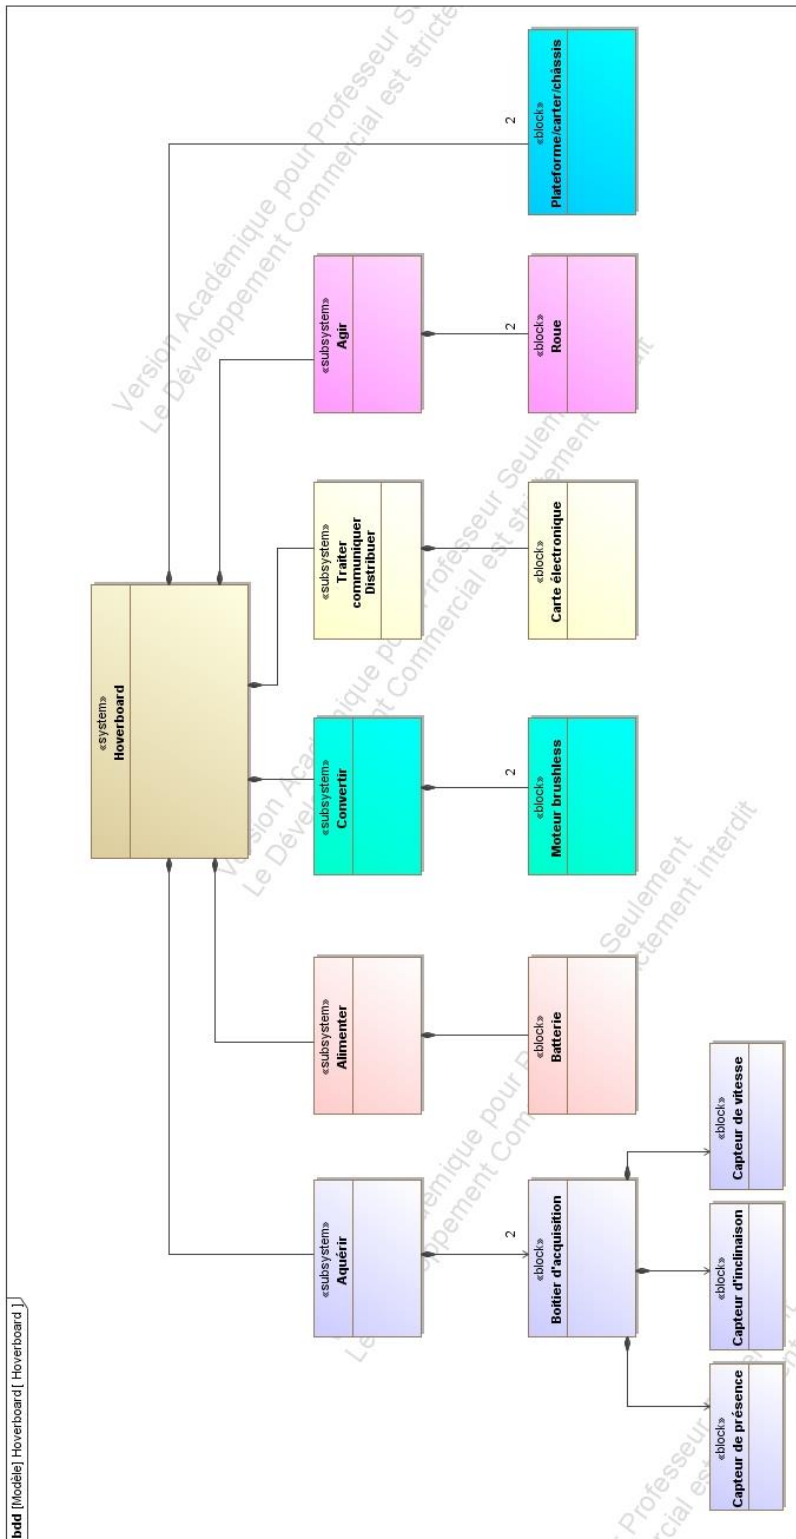 bdd [Modèle] Hoverboard [ Hoverboard ]
«system»
Hoverboard
«subsystem»
Aquérir
«subsystem»
Alimenter
«subsystem»
Convertir
«subsystem»
Traiter
communiquer
Distribuer
«subsystem»
Agir
2
2
2
2
«block»
Boitier d'acquisition
«block»
Batterie
«block»
Moteur brushless
«block»
Carte électronique
«block»
Roue
«block»
Plateforme/carter/châssis
«block»
Capteur de présence
«block»
Capteur d'inclinaison
«block»
Capteur de vitesse
Version Académique pour Professeur
Le Développement Commercial est